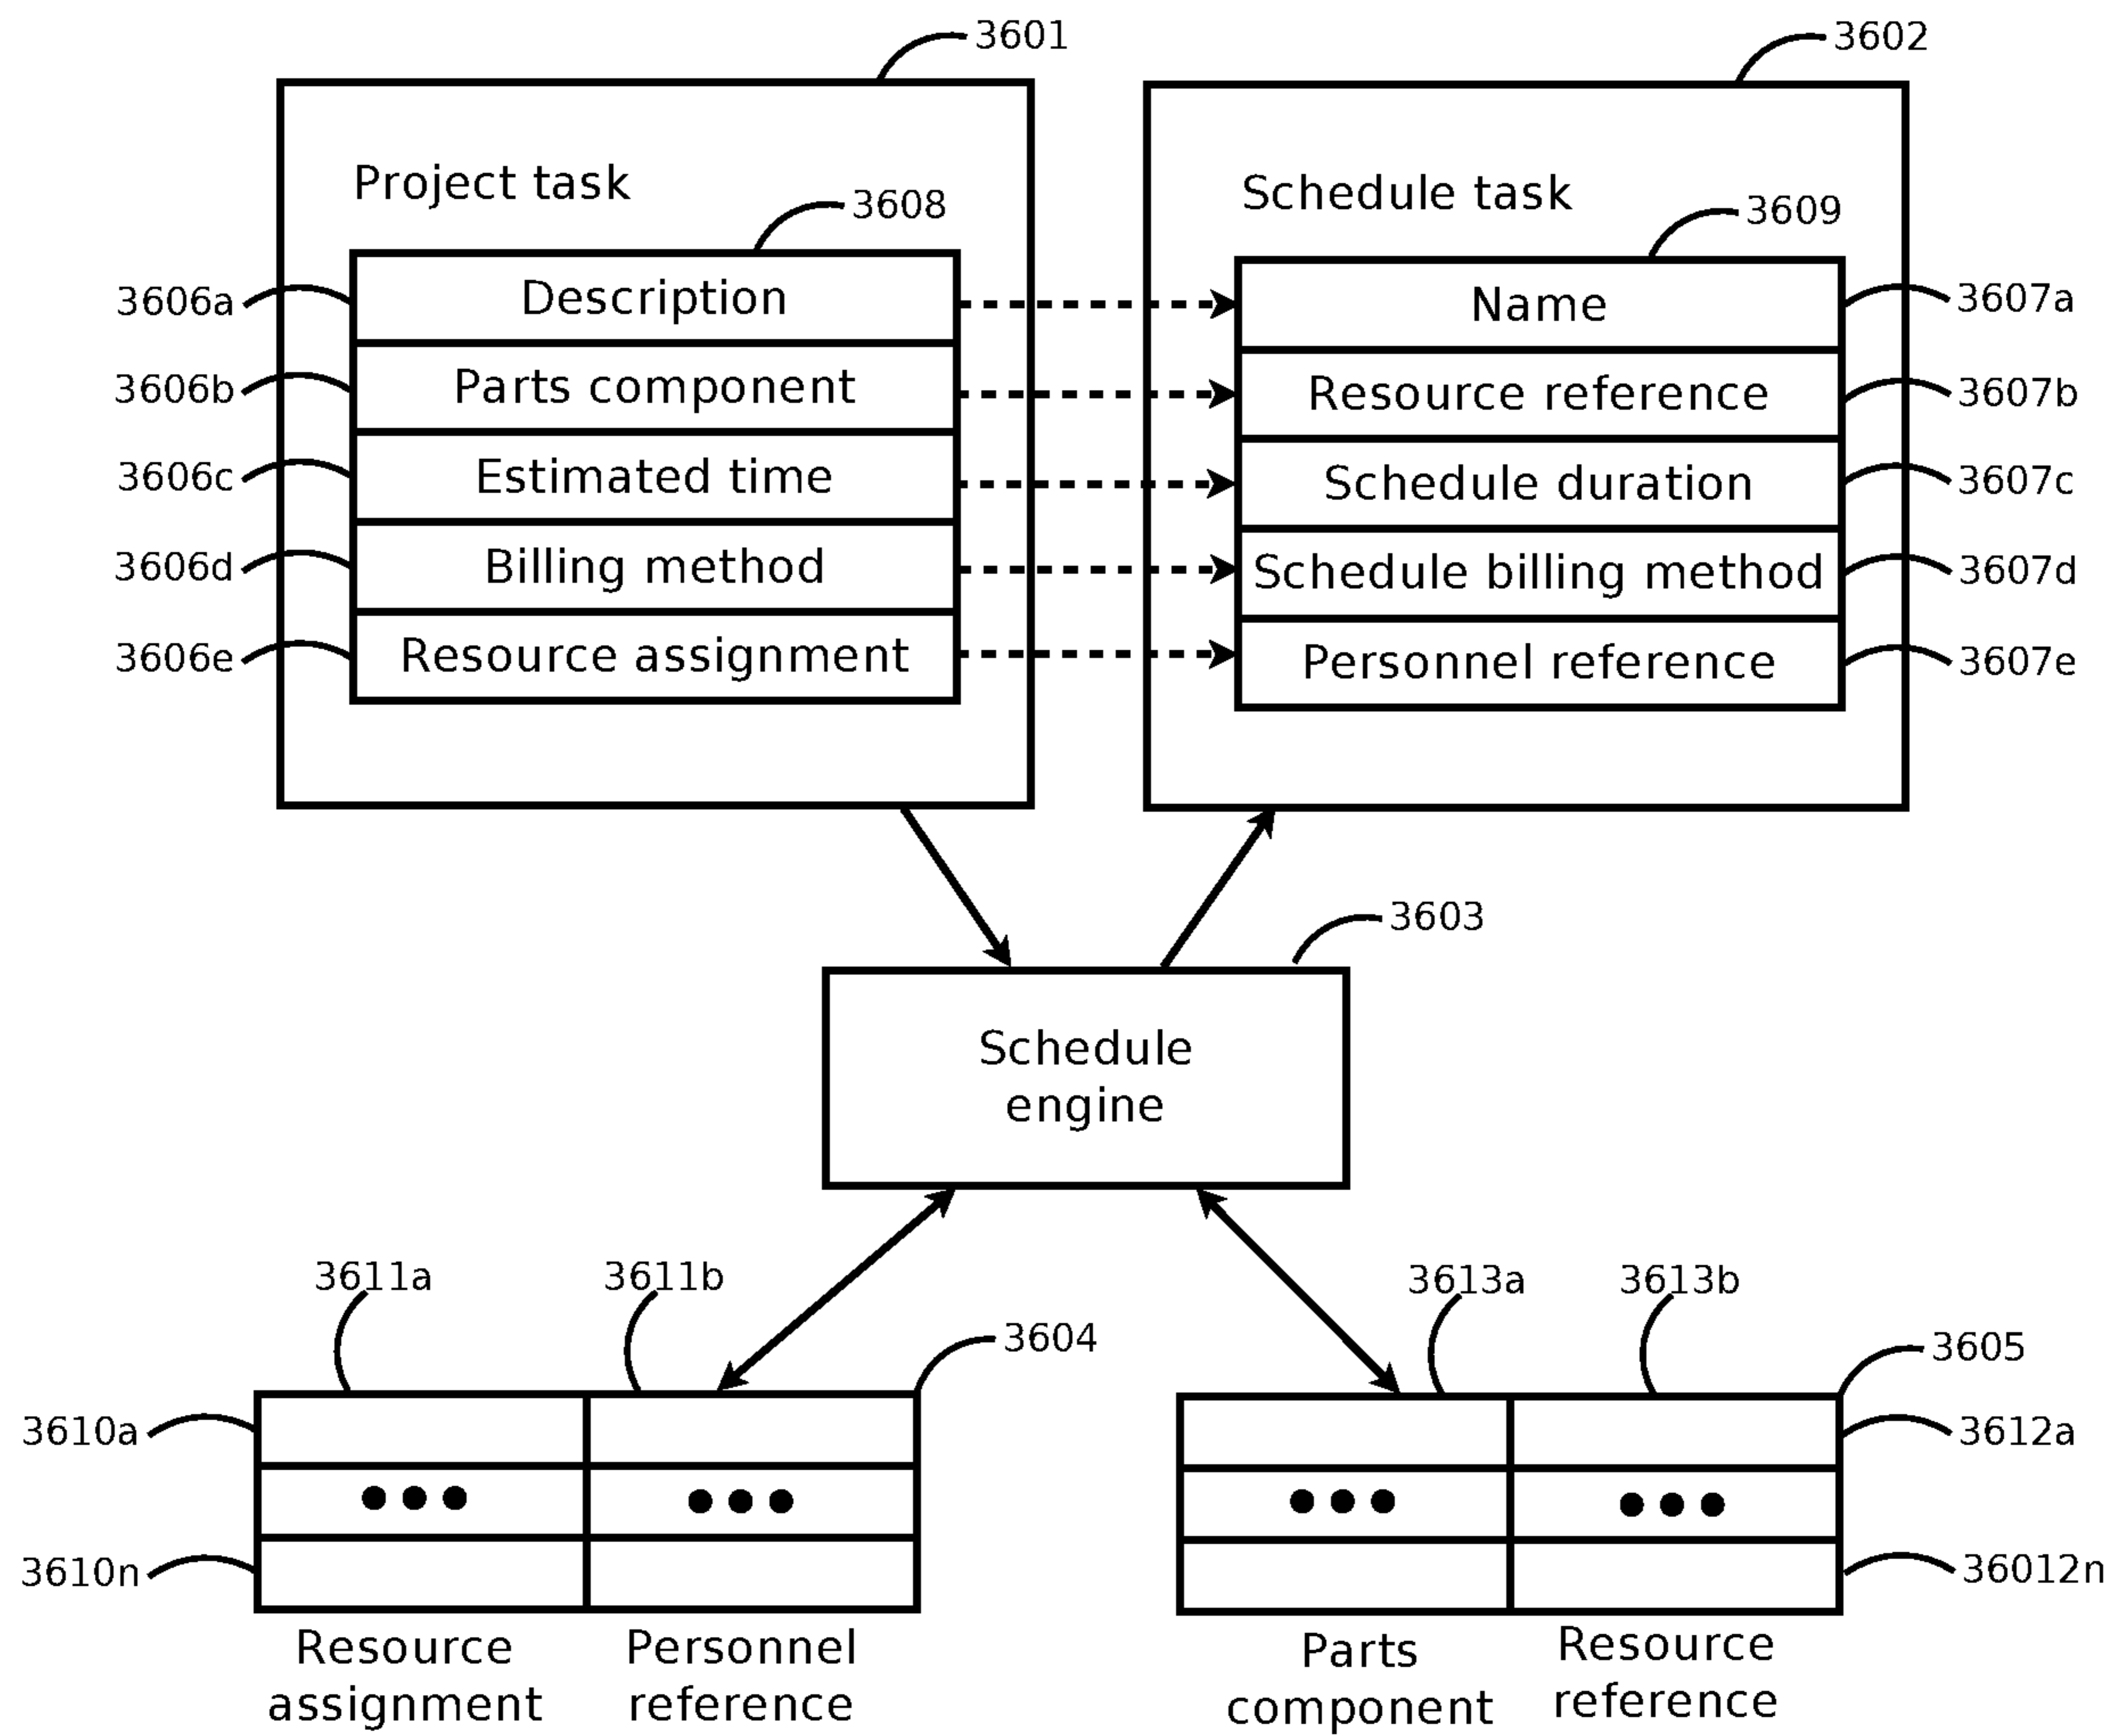 3601
3602
Project task
Schedule task
3608
3609
3606a
Description
Name
3607a
3606b
Parts component
Resource reference
3607b
3606c
Estimated time
Schedule duration
3607c
3606d
Billing method
Schedule billing method
3607d
3606e
Resource assignment
Personnel reference
3607e
3603
Schedule
engine
3611a
3611b
3613a
3613b
3604
3605
3610a
3612a
3610n
36012n
Resource
assignment
Personnel
reference
Parts
component
Resource
reference